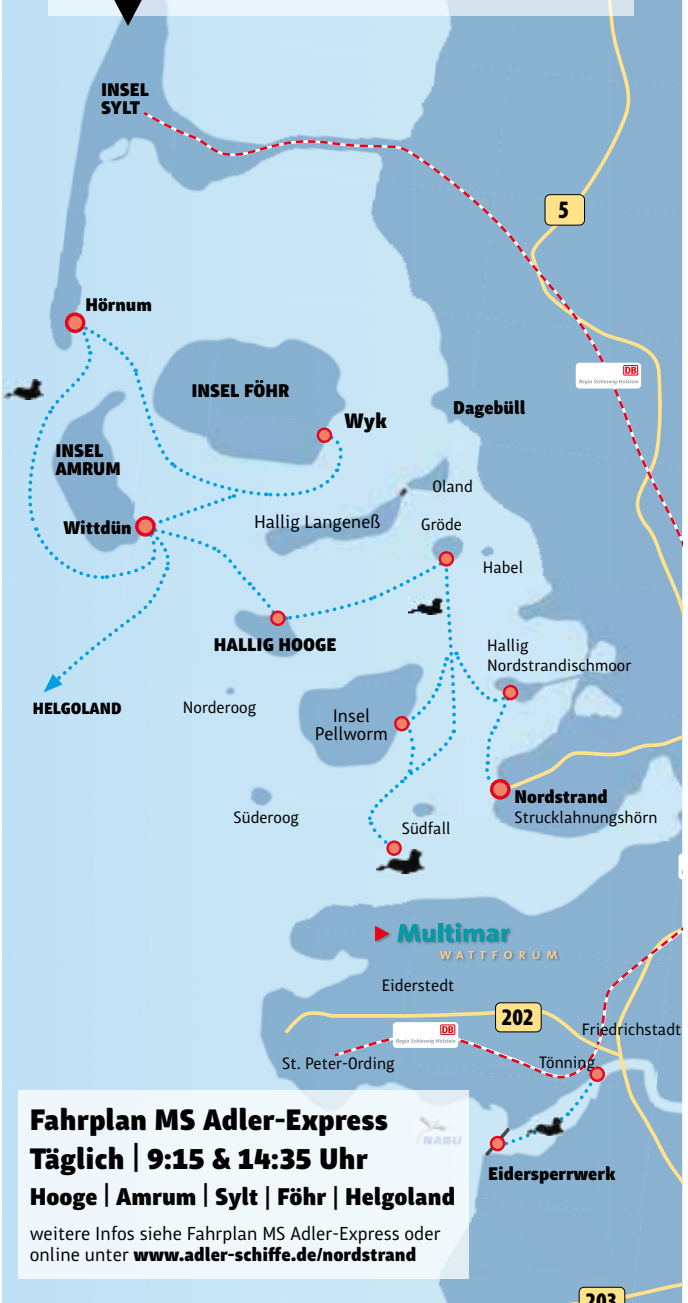 INSEL
SYLT
5
Hörnum
DB
Regio Schleswig-Holstein
INSEL FÖHR
Dagebüll
Wyk
INSEL
AMRUM
Oland
Hallig Langeneß
Gröde
Wittdün
Habel
HALLIG HOOGE
Hallig
Nordstrandischmoor
HELGOLAND
Norderoog
Insel
Pellworm
Nordstrand
Strucklahnungshörn
Süderoog
Südfall
Multimar
WATTFORUM
Eiderstedt
202
Friedrichstadt
DB
Regio Schleswig-Holstein
St. Peter-Ording
Tönning
NABU
Eidersperrwerk
Fahrplan MS Adler-Express
Täglich | 9:15 & 14:35 Uhr
Hooge | Amrum | Sylt | Föhr | Helgoland
weitere Infos siehe Fahrplan MS Adler-Express oder
online unter www.adler-schiffe.de/nordstrand
203